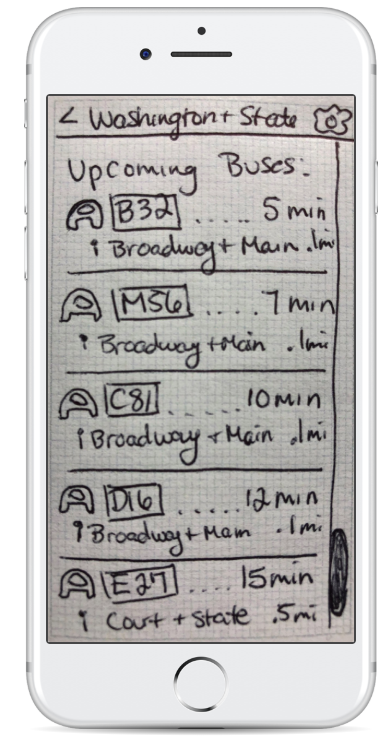 < Washington + State
Upcoming Buses:
B32 ..... 5 min
Broadway + Main .1mi
M56 .... 7 min
Broadway + Main .1mi
C81 ..... 10 min
Broadway + Main .1mi
D16 ..... 12 min
Broadway + Main .1mi
E27 .... 15 min
Court + State .5mi